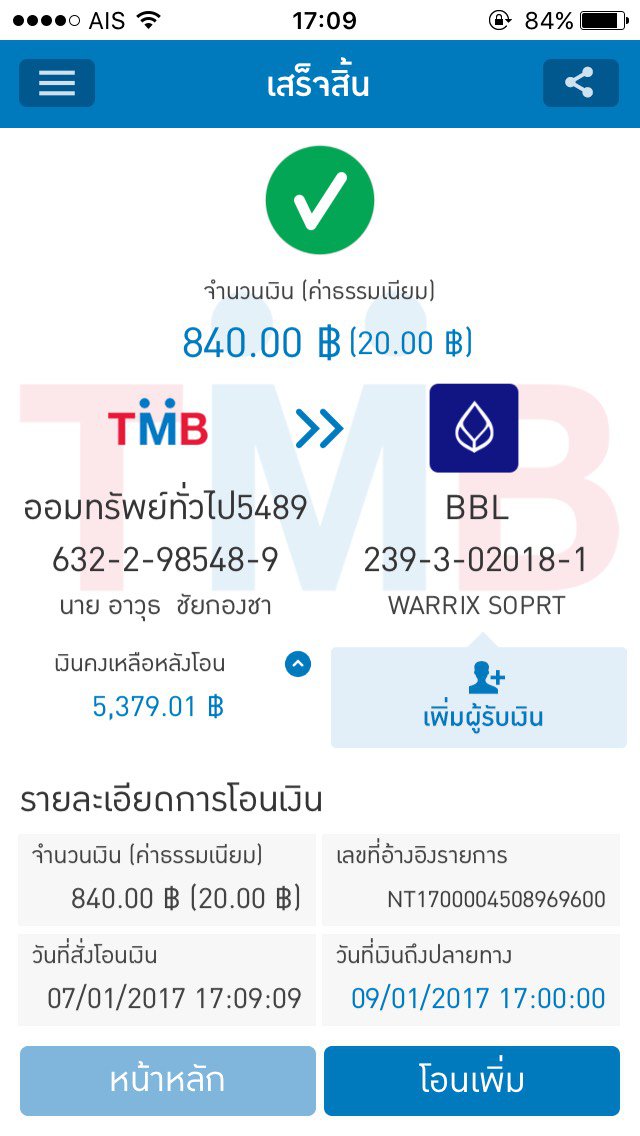 AIS 17:09 84%
เสร็จสิ้น
จำนวนเงิน (ค่าธรรมเนียม)
840.00 ฿ (20.00 ฿)
TMB
ออมทรัพย์ทั่วไป5489 BBL
632-2-98548-9 239-3-02018-1
นาย อาวุธ ชัยกองชา WARRIX SOPRT
เงินคงเหลือหลังโอน
5,379.01 ฿
เพิ่มผู้รับเงิน
รายละเอียดการโอนเงิน
จำนวนเงิน (ค่าธรรมเนียม) เลขที่อ้างอิงรายการ
840.00 ฿ (20.00 ฿) NT1700004508969600
วันที่สั่งโอนเงิน วันที่เงินถึงปลายทาง
07/01/2017 17:09:09 09/01/2017 17:00:00
หน้าหลัก โอนเพิ่ม